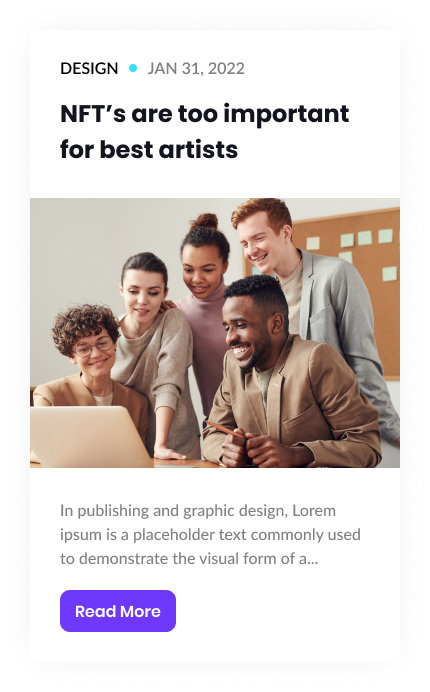 DESIGN • JAN 31, 2022
NFT’s are too important
for best artists
In publishing and graphic design, Lorem
ipsum is a placeholder text commonly used
to demonstrate the visual form of a...
Read More